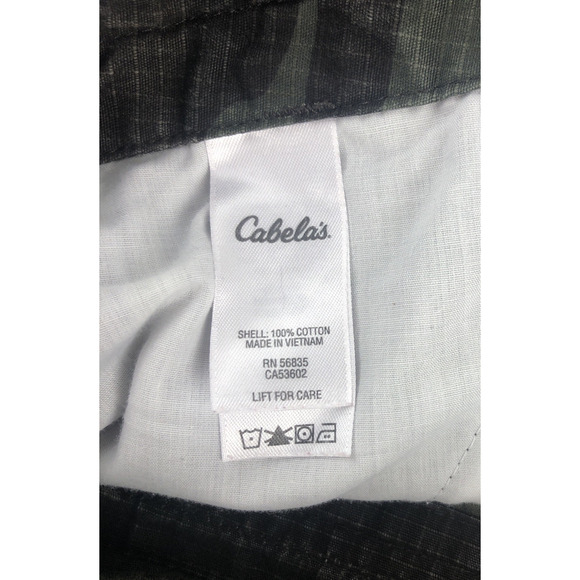 Cabela's
SHELL: 100% COTTON
MADE IN VIETNAM
RN 56835
CA53602
LIFT FOR CARE